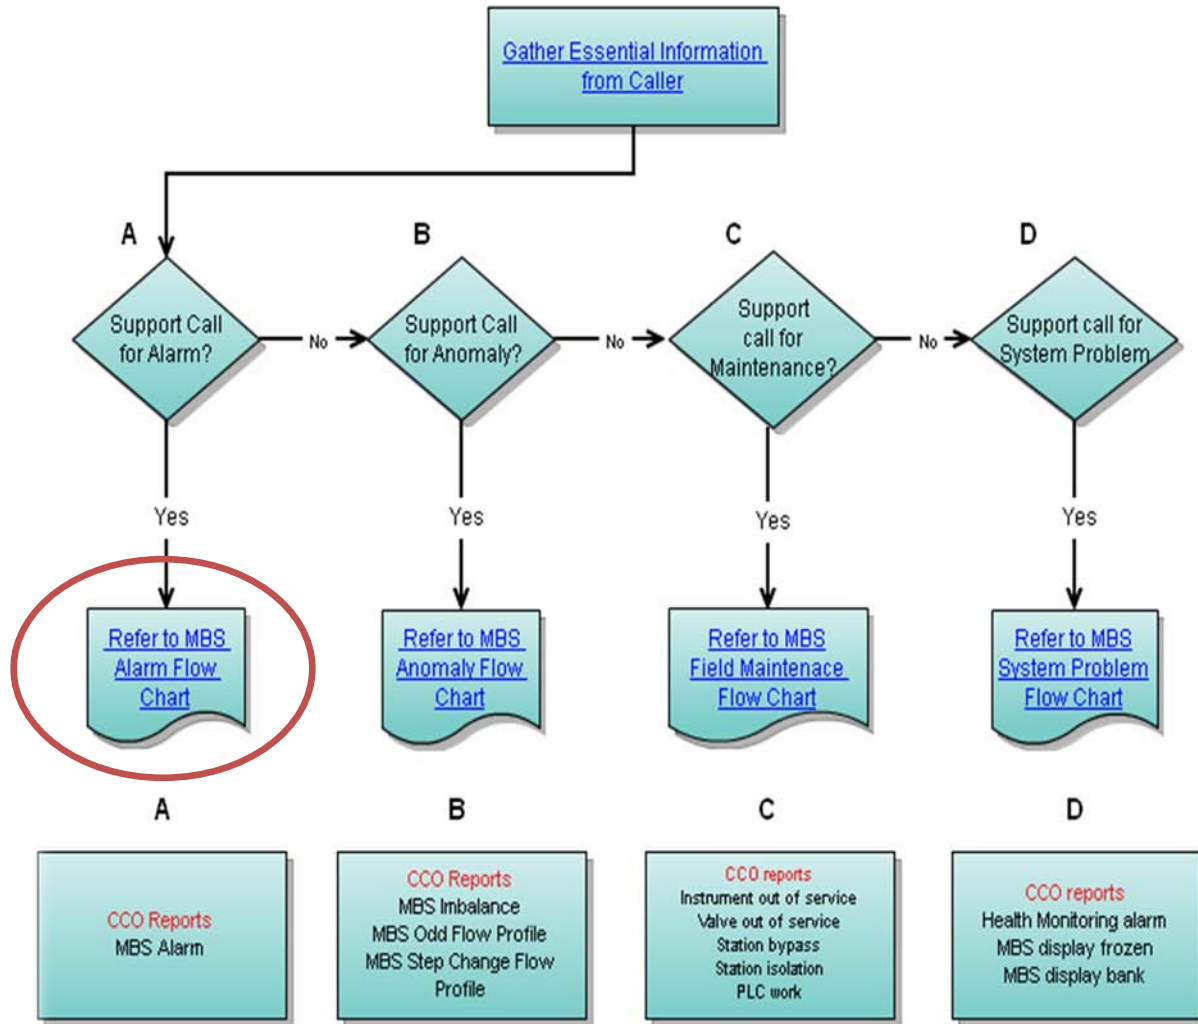 Gather Essential Information
from Caller
A
B
C
D
Support Call
for Alarm?
No
Support Call
for Anomaly?
No
Support
call for
Maintenance?
No
Support call for
System Problem
Yes
Yes
Yes
Yes
Refer to MBS
Alarm Flow
Chart
Refer to MBS
Anomaly Flow
Chart
Refer to MBS
Field Maintenace
Flow Chart
Refer to MBS
System Problem
Flow Chart
A
B
C
D
CCO Reports
MBS Alarm
CCO Reports
MBS Imbalance
MBS Odd Flow Profile
MBS Step Change Flow
Profile
CCO reports
Instrument out of service
Valve out of service
Station bypass
Station isolation
PLC work
CCO reports
Health Monitoring alarm
MBS display frozen
MBS display bank